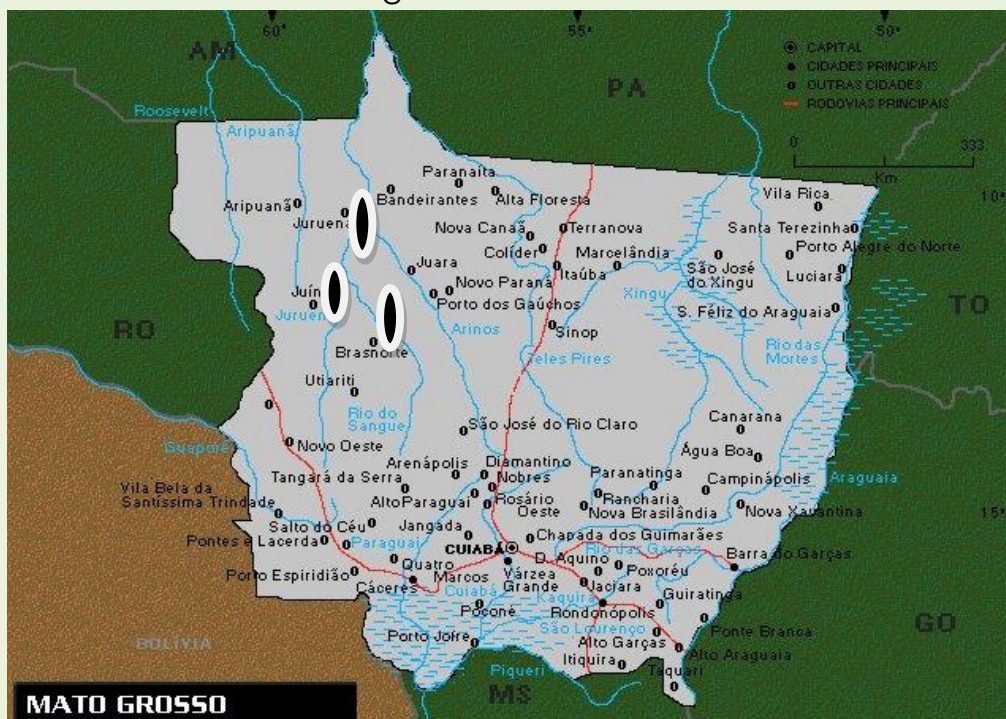 60°
55°
50°
AM
PA
CAPITAL
CIDADES PRINCIPAIS
OUTRAS CIDADES
RODOVIAS PRINCIPAIS
0
333
Km
Roosevelt
Aripuanã
10°
Paranaíta
Bandeirantes
Alta Floresta
Vila Rica
Aripuanã
Juruena
Nova Canaã
Terranova
Santa Terezinha
Colíder
Marcelândia
Porto Alegre do Norte
Juara
Itaúba
São José
do Xingu
Luciara
Novo Paraná
Xingu
Juína
Porto dos Gaúchos
S. Féliz do Araguaia
TO
Juruena
Arinos
RO
Sinop
Rio das
Mortes
Brasnorte
Teles Pires
Utiariti
Rio do
Sangue
Canarana
São José do Rio Claro
Guaporé
Novo Oeste
Água Boa
Arenápolis
Diamantino
Tangará da Serra
Nobres
Paranatinga
Campinápolis
Araguaia
Vila Bela da
Santíssima Trindade
Alto Paraguai
Rosário
Oeste
Rancharia
Nova Brasilândia
Nova Xavantina
15°
Salto do Céu
Jangada
Chapada dos Guimarães
Pontes e Lacerda
Paraguai
CUIABÁ
Rio das Garças
Barra do Garças
Quatro
Marcos
D. Aquino
Poxoréu
Porto Espiridião
Várzea
Grande
Cáceres
Cuiabá
Jaciara
Guiratinga
Kaquira
Poconé
Rondonópolis
GO
São Lourenço
Ponte Branca
Porto Jofre
Alto Garças
BOLÍVIA
Alto Araguaia
Itiquira
Piqueri
Taquari
MS
MATO GROSSO